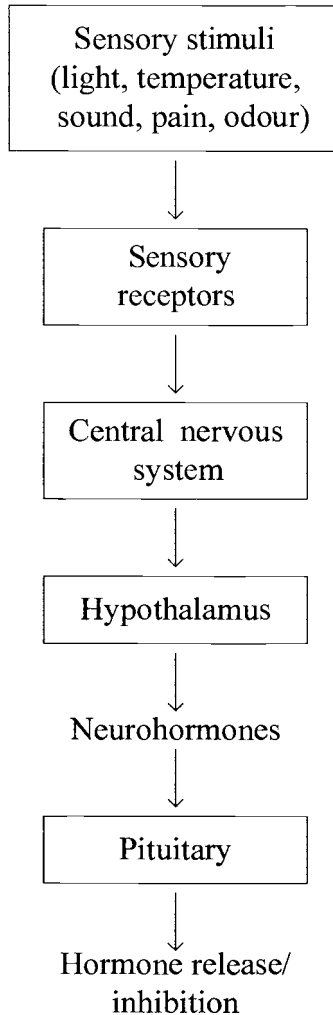 Sensory stimuli
(light, temperature,
sound, pain, odour)
Sensory
receptors
Central nervous
system
Hypothalamus
Neurohormones
Pituitary
Hormone release/
inhibition